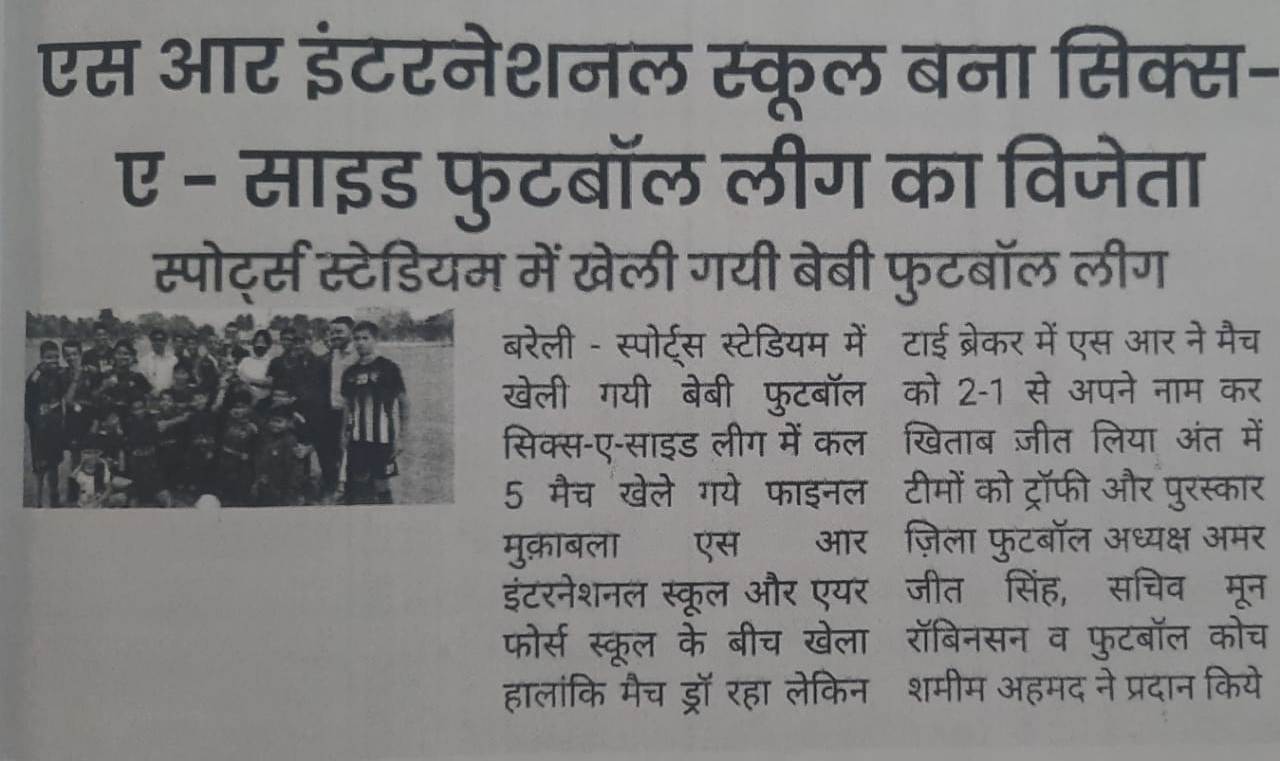 एस आर इंटरनेशनल स्कूल बना सिक्स-
ए - साइड फुटबॉल लीग का विजेता
स्पोर्ट्स स्टेडियम में खेली गयी बेबी फुटबॉल लीग
बरेली - स्पोर्ट्स स्टेडियम में
खेली गयी बेबी फुटबॉल
सिक्स-ए-साइड लीग में कल
5 मैच खेले गये फाइनल
मुक़ाबला एस आर
इंटरनेशनल स्कूल और एयर
फोर्स स्कूल के बीच खेला
हालांकि मैच ड्रॉ रहा लेकिन
टाई ब्रेकर में एस आर ने मैच
को 2-1 से अपने नाम कर
खिताब ज़ीत लिया अंत में
टीमों को ट्रॉफी और पुरस्कार
ज़िला फुटबॉल अध्यक्ष अमर
जीत सिंह, सचिव मून
रॉबिनसन व फुटबॉल कोच
शमीम अहमद ने प्रदान किये